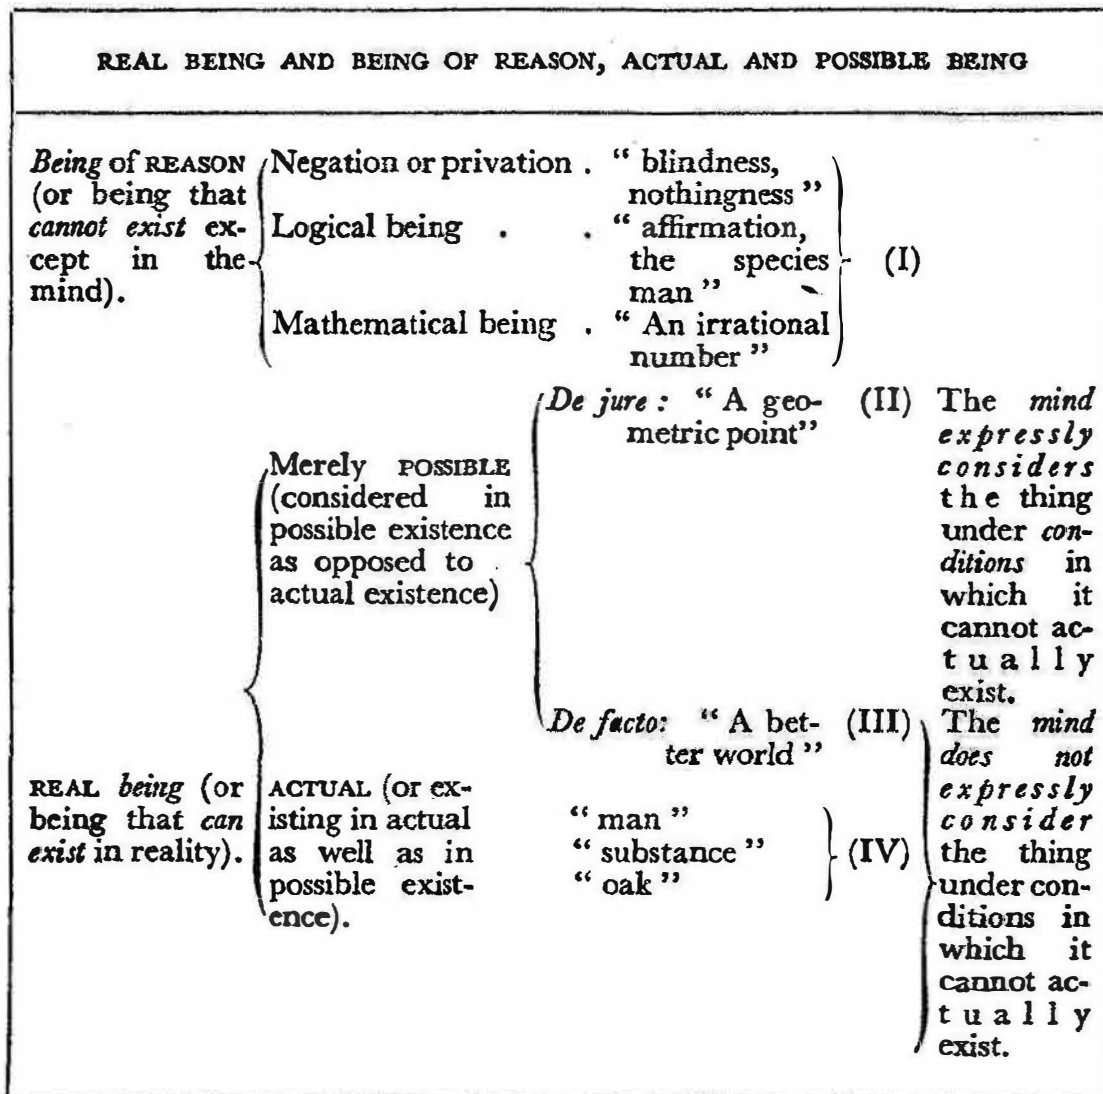 REAL BEING AND BEING OF REASON, ACTUAL AND POSSIBLE BEING
Being of REASON
(or being that
cannot exist ex-
cept in the
mind).
Negation or privation . “ blindness,
nothingness ”
Logical being . . “ affirmation,
the species
man ”
Mathematical being . “ An irrational
number ”
(I)
REAL being (or
being that can
exist in reality).
Merely POSSIBLE
(considered in
possible existence
as opposed to
actual existence)
De jure : “ A geo-
metric point”
(II)
The mind
expressly
considers
the thing
under con-
ditions in
which it
cannot ac-
tually
exist.
De facto: “ A bet-
ter world ”
(III)
ACTUAL (or ex-
isting in actual
as well as in
possible exist-
ence).
“ man ”
“ substance ”
“ oak ”
(IV)
The mind
does not
expressly
consider
the thing
under con-
ditions in
which it
cannot ac-
tually
exist.